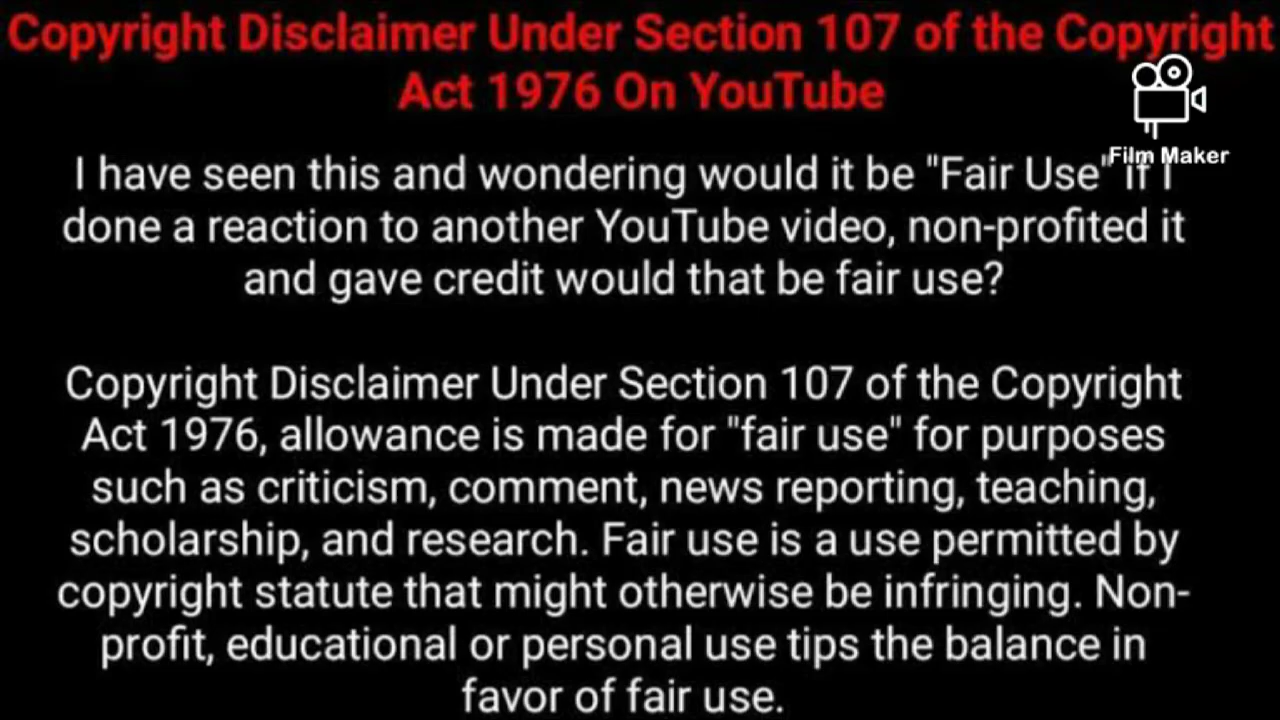 Copyright Disclaimer Under Section 107 of the Copyright
Act 1976 On YouTube
Film Maker
I have seen this and wondering would it be "Fair Use" if I
done a reaction to another YouTube video, non-profited it
and gave credit would that be fair use?
Copyright Disclaimer Under Section 107 of the Copyright
Act 1976, allowance is made for "fair use" for purposes
such as criticism, comment, news reporting, teaching,
scholarship, and research. Fair use is a use permitted by
copyright statute that might otherwise be infringing. Non-
profit, educational or personal use tips the balance in
favor of fair use.